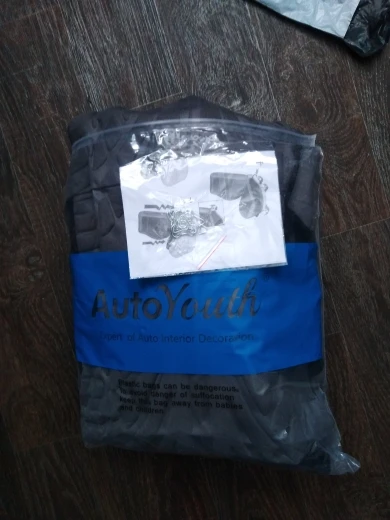 AutoYouth
Expert of Auto Interior Decoration
Plastic bags can be dangerous,
to avoid danger of suffocation
keep this bag away from babies
and children